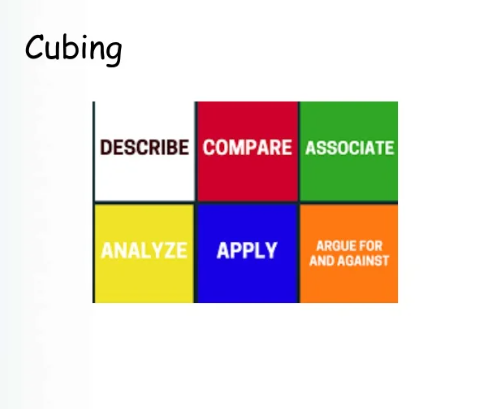 Cubing
DESCRIBE
COMPARE
ASSOCIATE
ANALYZE
APPLY
ARGUE FOR
AND AGAINST